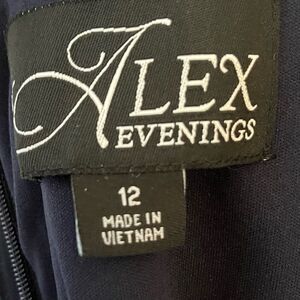 ALEX
EVENINGS
12
MADE IN
VIETNAM